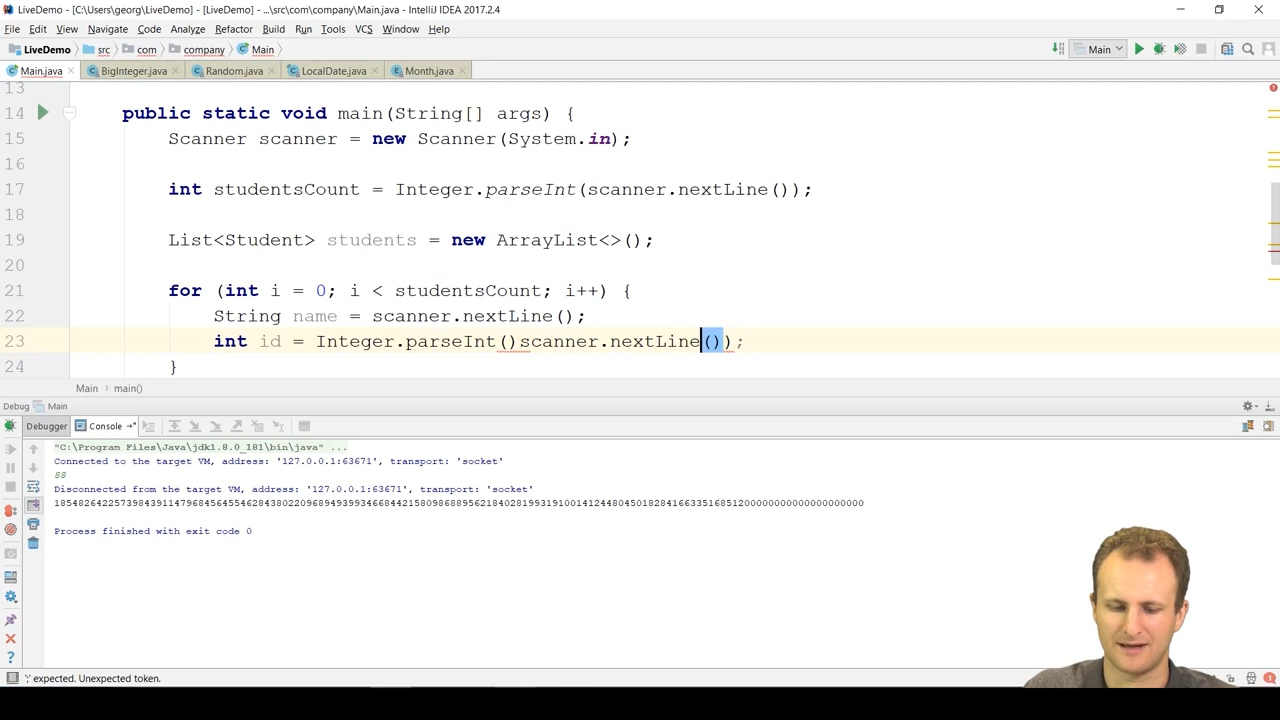 LiveDemo - [C:\Users\georg\LiveDemo] - [LiveDemo] - ...\src\com\company\Main.java - IntelliJ IDEA 2017.2.4
File Edit View Navigate Code Analyze Refactor Build Run Tools VCS Window Help
LiveDemo src com company Main Main
Main.java BigInteger.java Random.java LocalDate.java Month.java
13
14 public static void main(String[] args) {
15 Scanner scanner = new Scanner(System.in);
16
17 int studentsCount = Integer.parseInt(scanner.nextLine());
18
19 List<Student> students = new ArrayList<>();
20
21 for (int i = 0; i < studentsCount; i++) {
22 String name = scanner.nextLine();
23 int id = Integer.parseInt()scanner.nextLine());
24 }
Main main()
Debug Main
Debugger Console
"C:\Program Files\Java\jdk1.8.0_181\bin\java" ...
Connected to the target VM, address: '127.0.0.1:63671', transport: 'socket'
88
Disconnected from the target VM, address: '127.0.0.1:63671', transport: 'socket'
Process finished with exit code 0
';' expected. Unexpected token.